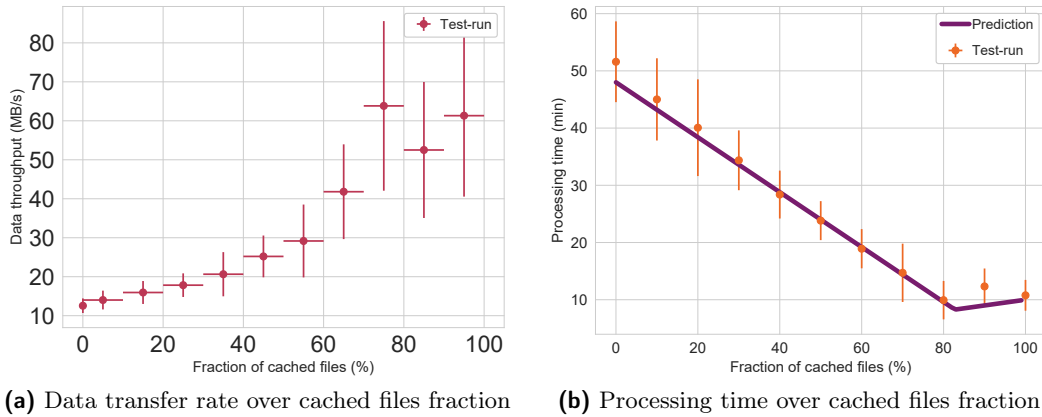 Test-run
80
70
60
50
40
30
20
10
Data throughput (MB/s)
0 20 40 60 80 100
Fraction of cached files (%)
(a) Data transfer rate over cached files fraction
Prediction
Test-run
60
50
40
30
20
10
Processing time (min)
0 20 40 60 80 100
Fraction of cached files (%)
(b) Processing time over cached files fraction